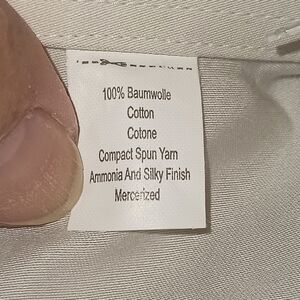 100% Baumwolle
Cotton
Cotone
Compact Spun Yarn
Ammonia And Silky Finish
Mercerized